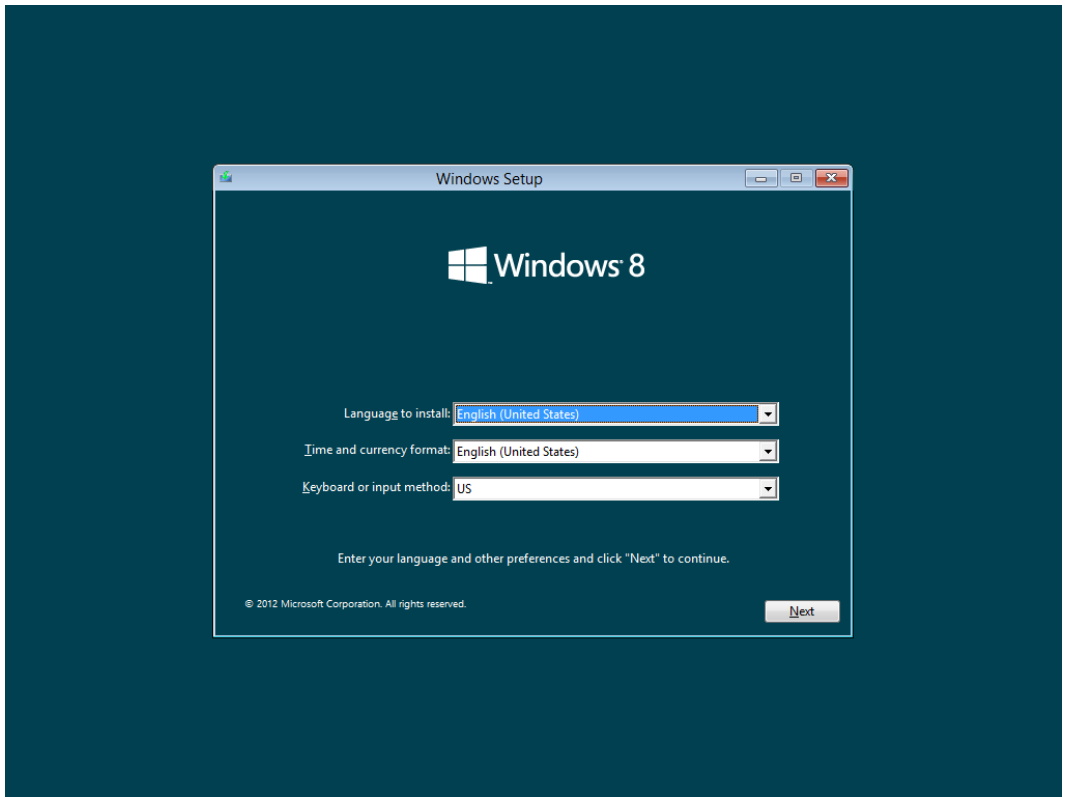 Windows Setup
Windows 8
Language to install: English (United States)
Time and currency format: English (United States)
Keyboard or input method: US
Enter your language and other preferences and click "Next" to continue.
© 2012 Microsoft Corporation. All rights reserved.
Next